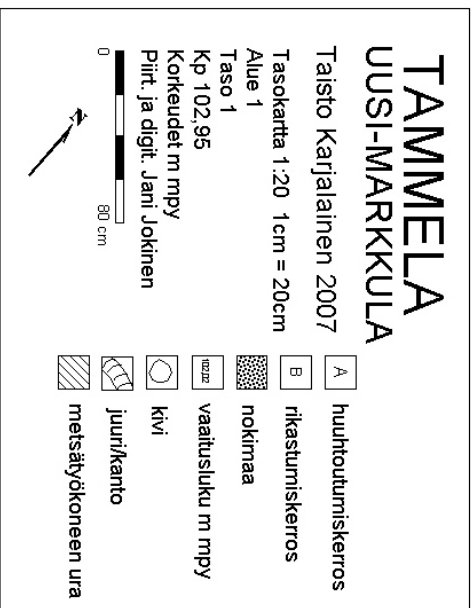 TAMMELA
UUSI-MARKKULA
Taisto Karjalainen 2007
Tasokartta 1:20 1cm = 20cm
Alue 1
Taso 1
Kp 102,95
Korkeudet m mpy
Piirt. ja digit. Jani Jokinen
0 80 cm
N
A huuhtoutumiskerros
B rikastumiskerros
nokimaa
102,02 vaaitusluku m mpy
kivi
juuri/kanto
metsätyökoneen ura